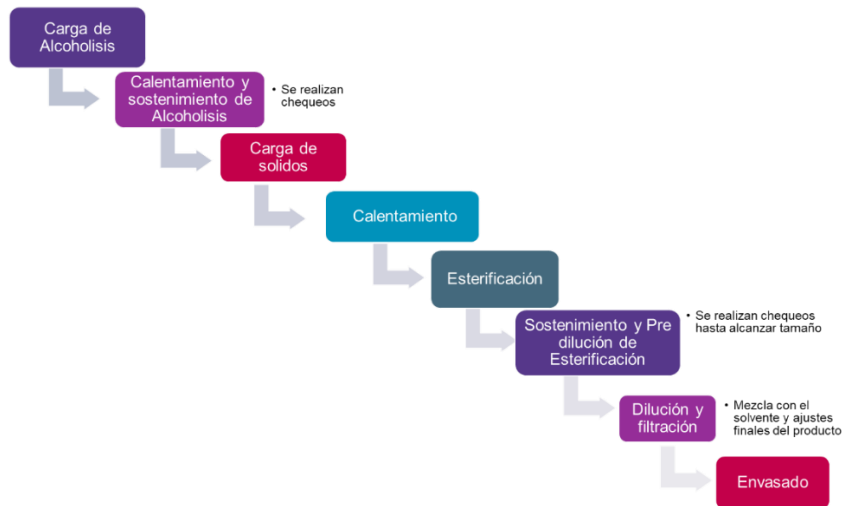 Carga de
Alcoholisis
Calentamiento y
sostenimiento de
Alcoholisis
• Se realizan
chequeos
Carga de
solidos
Calentamiento
Esterificación
Sostenimiento y Pre
dilución de
Esterificación
• Se realizan chequeos
hasta alcanzar tamaño
Dilución y
filtración
• Mezcla con el
solvente y ajustes
finales del producto
Envasado